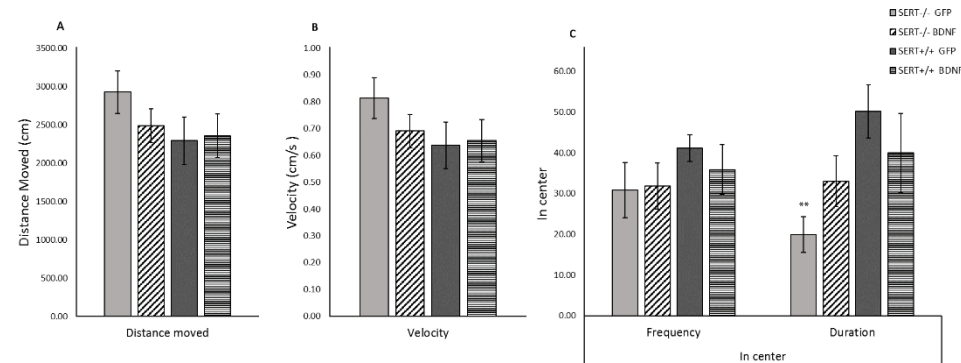 A
Distance Moved (cm)
3500.00
3000.00
2500.00
2000.00
1500.00
1000.00
500.00
0.00
Distance moved
B
Velocity (cm/s )
1.00
0.90
0.80
0.70
0.60
0.50
0.40
0.30
0.20
0.10
0.00
Velocity
C
In center
60.00
50.00
40.00
30.00
20.00
10.00
0.00
**
Frequency
Duration
In center
SERT-/- GFP
SERT-/- BDNF
SERT+/+ GFP
SERT+/+ BDNF